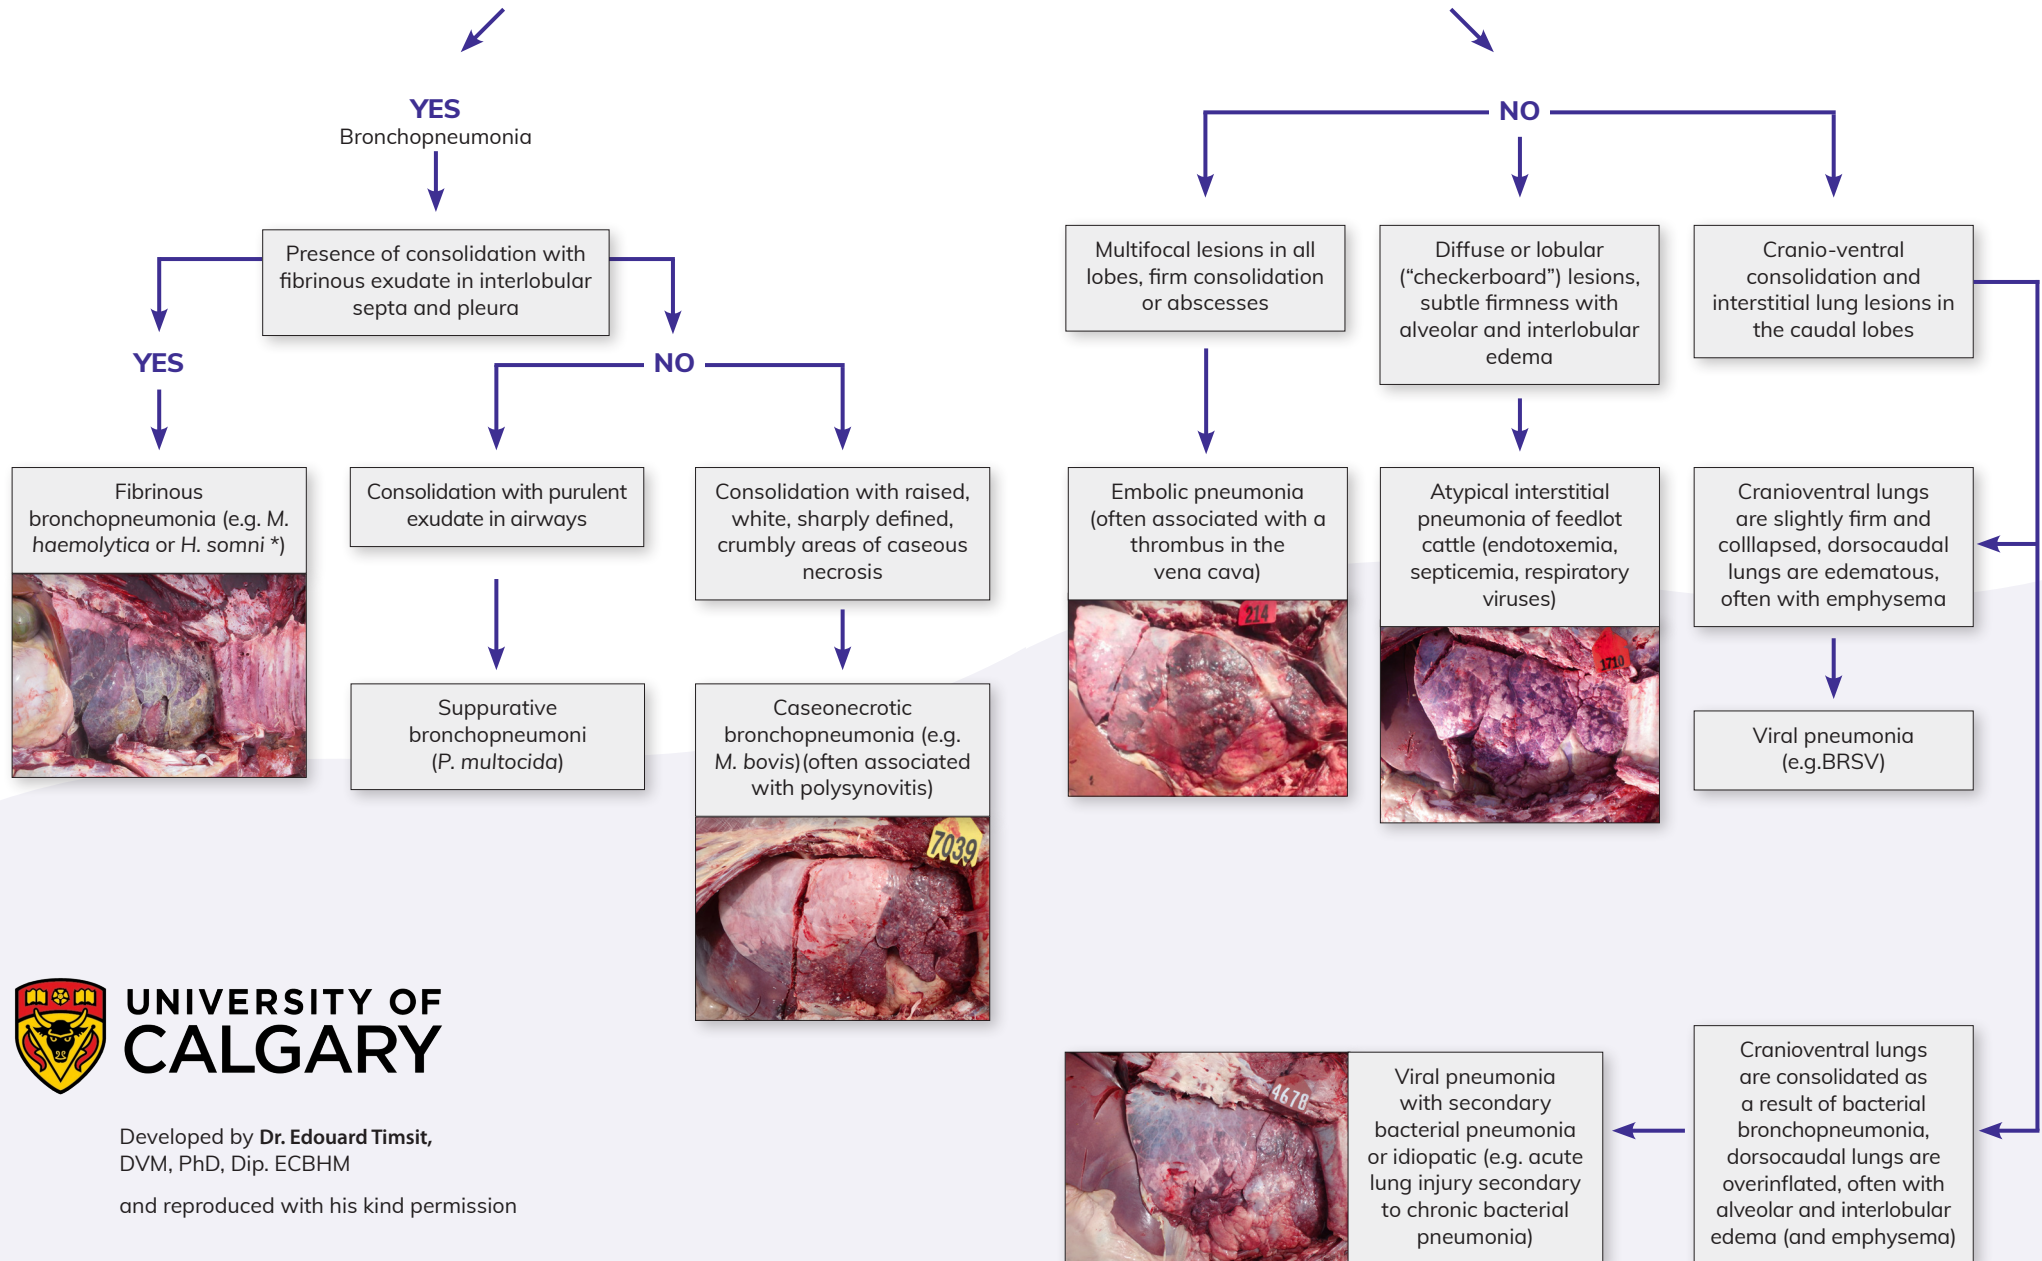 YES
Bronchopneumonia
Presence of consolidation with
fibrinous exudate in interlobular
septa and pleura
YES
NO
Fibrinous
bronchopneumonia (e.g. M.
haemolytica or H. somni *)
Consolidation with purulent
exudate in airways
Suppurative
bronchopneumoni
(P. multocida)
Consolidation with raised,
white, sharply defined,
crumbly areas of caseous
necrosis
Caseonecrotic
bronchopneumonia (e.g.
M. bovis)(often associated
with polysynovitis)
7039
NO
Multifocal lesions in all
lobes, firm consolidation
or abscesses
Embolic pneumonia
(often associated with a
thrombus in the
vena cava)
214
Diffuse or lobular
(“checkerboard”) lesions,
subtle firmness with
alveolar and interlobular
edema
Atypical interstitial
pneumonia of feedlot
cattle (endotoxemia,
septicemia, respiratory
viruses)
1710
Cranio-ventral
consolidation and
interstitial lung lesions in
the caudal lobes
Cranioventral lungs
are slightly firm and
colllapsed, dorsocaudal
lungs are edematous,
often with emphysema
Viral pneumonia
(e.g.BRSV)
Cranioventral lungs
are consolidated as
a result of bacterial
bronchopneumonia,
dorsocaudal lungs are
overinflated, often with
alveolar and interlobular
edema (and emphysema)
Viral pneumonia
with secondary
bacterial pneumonia
or idiopatic (e.g. acute
lung injury secondary
to chronic bacterial
pneumonia)
467B
UNIVERSITY OF
CALGARY
Developed by Dr. Edouard Timsit,
DVM, PhD, Dip. ECBHM
and reproduced with his kind permission